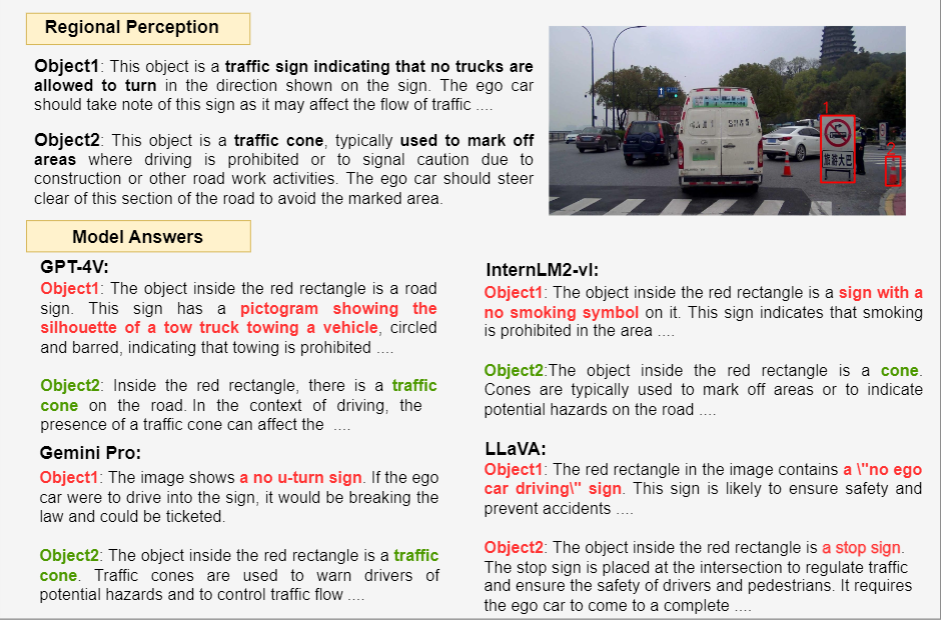 Regional Perception
Object1: This object is a traffic sign indicating that no trucks are
allowed to turn in the direction shown on the sign. The ego car
should take note of this sign as it may affect the flow of traffic ....
Object2: This object is a traffic cone, typically used to mark off
areas where driving is prohibited or to signal caution due to
construction or other road work activities. The ego car should steer
clear of this section of the road to avoid the marked area.
1
2
旅游大巴
Model Answers
GPT-4V:
Object1: The object inside the red rectangle is a road
sign. This sign has a pictogram showing the
silhouette of a tow truck towing a vehicle, circled
and barred, indicating that towing is prohibited ....
Object2: Inside the red rectangle, there is a traffic
cone on the road. In the context of driving, the
presence of a traffic cone can affect the ....
Gemini Pro:
Object1: The image shows a no u-turn sign. If the ego
car were to drive into the sign, it would be breaking the
law and could be ticketed.
Object2: The object inside the red rectangle is a traffic
cone. Traffic cones are used to warn drivers of
potential hazards and to control traffic flow ....
InternLM2-vl:
Object1: The object inside the red rectangle is a sign with a
no smoking symbol on it. This sign indicates that smoking
is prohibited in the area ....
Object2:The object inside the red rectangle is a cone.
Cones are typically used to mark off areas or to indicate
potential hazards on the road ....
LLaVA:
Object1: The red rectangle in the image contains a \"no ego
car driving\" sign. This sign is likely to ensure safety and
prevent accidents ....
Object2: The object inside the red rectangle is a stop sign.
The stop sign is placed at the intersection to regulate traffic
and ensure the safety of drivers and pedestrians. It requires
the ego car to come to a complete ....